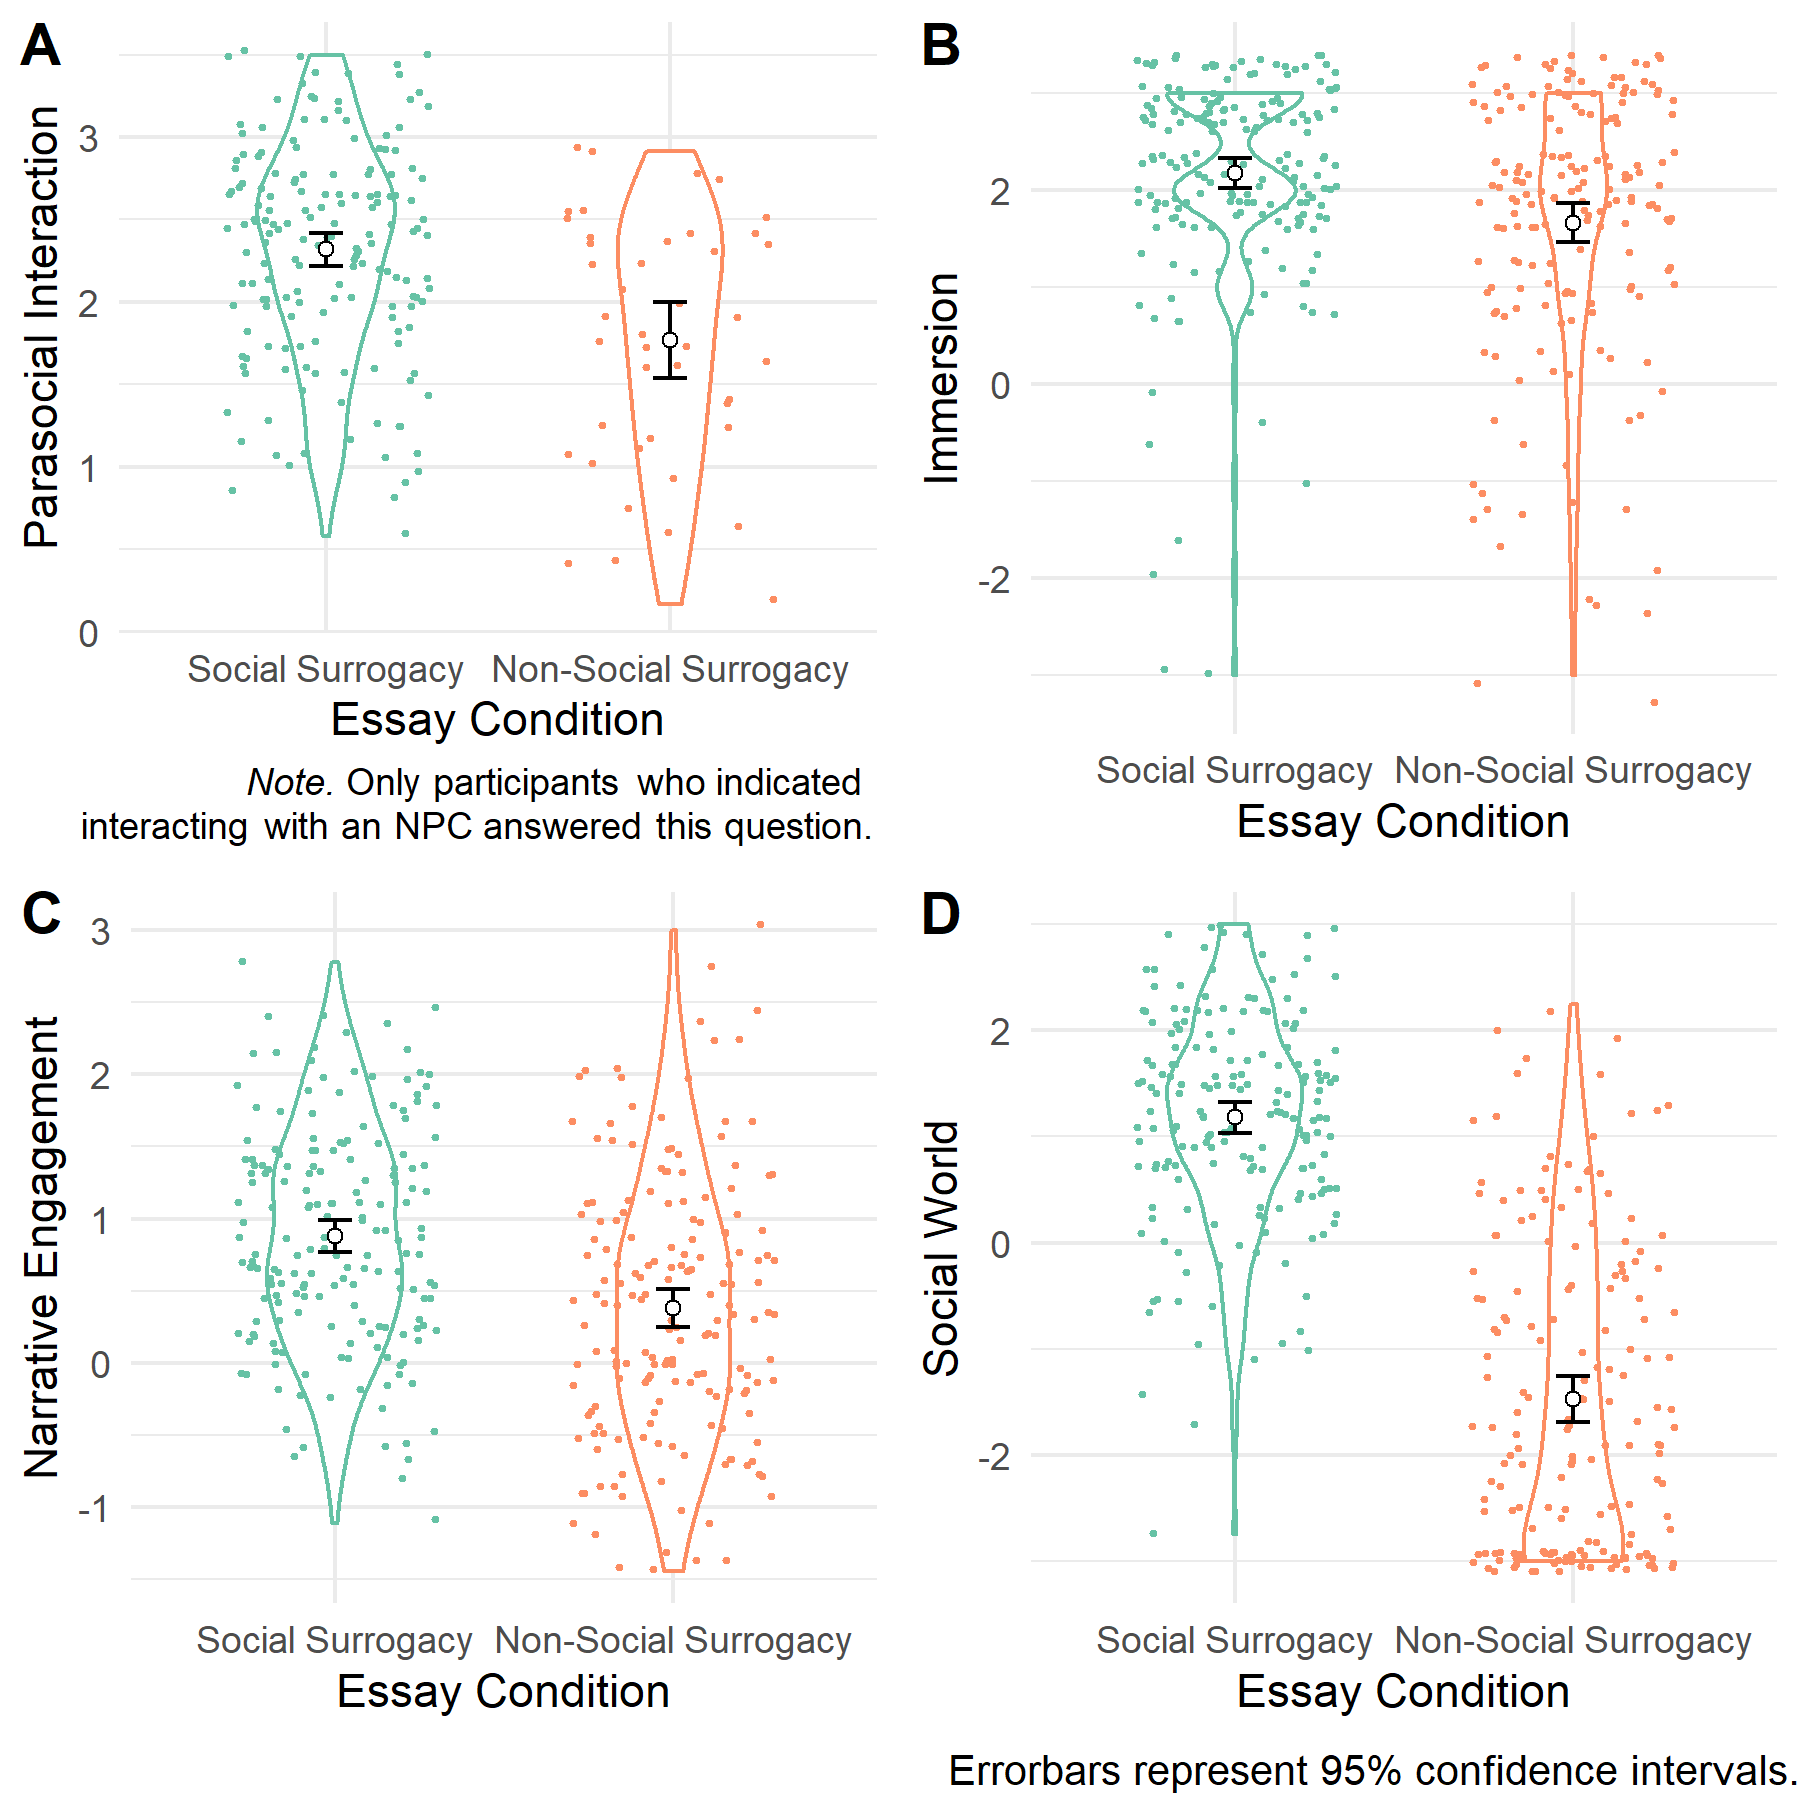 A
Parasocial Interaction
3
2
1
0
Social Surrogacy
Non-Social Surrogacy
Essay Condition
Note. Only participants who indicated
interacting with an NPC answered this question.
B
Immersion
2
0
-2
Social Surrogacy
Non-Social Surrogacy
Essay Condition
C
Narrative Engagement
3
2
1
0
-1
Social Surrogacy
Non-Social Surrogacy
Essay Condition
D
Social World
2
0
-2
Social Surrogacy
Non-Social Surrogacy
Essay Condition
Errorbars represent 95% confidence intervals.